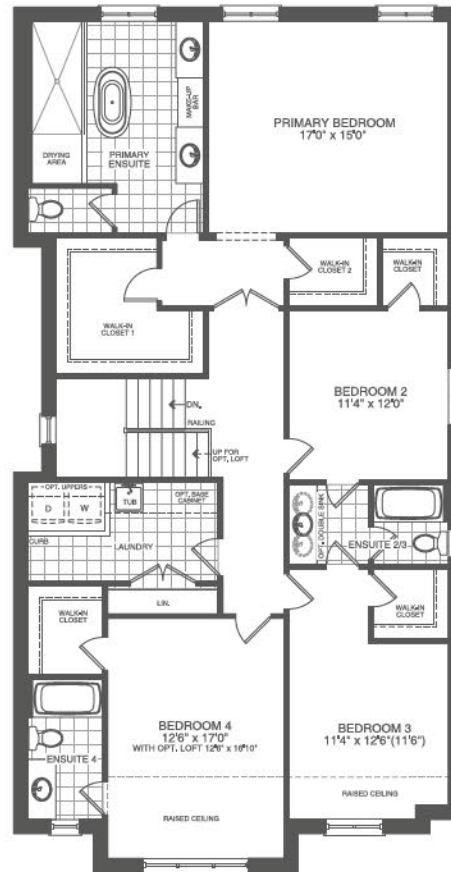 MAKE-UP
BAR
PRIMARY BEDROOM
17'0" x 15'0"
DRYING
AREA
PRIMARY
ENSUITE
WALK-IN
CLOSET 2
WALK-IN
CLOSET
WALK-IN
CLOSET 1
BEDROOM 2
11'4" x 12'0"
DN.
RAILING
UP FOR
OPT. LOFT
OPT. UPPERS
D
W
TUB
OPT. BASE
CABINET
CURB
LAUNDRY
OPT. DOUBLE SINK
ENSUITE 2/3
LIN.
WALK-IN
CLOSET
WALK-IN
CLOSET
BEDROOM 4
12'6" x 17'0"
WITH OPT. LOFT 12'6" x 16'10"
BEDROOM 3
11'4" x 12'6"(11'6")
ENSUITE 4
RAISED CEILING
RAISED CEILING